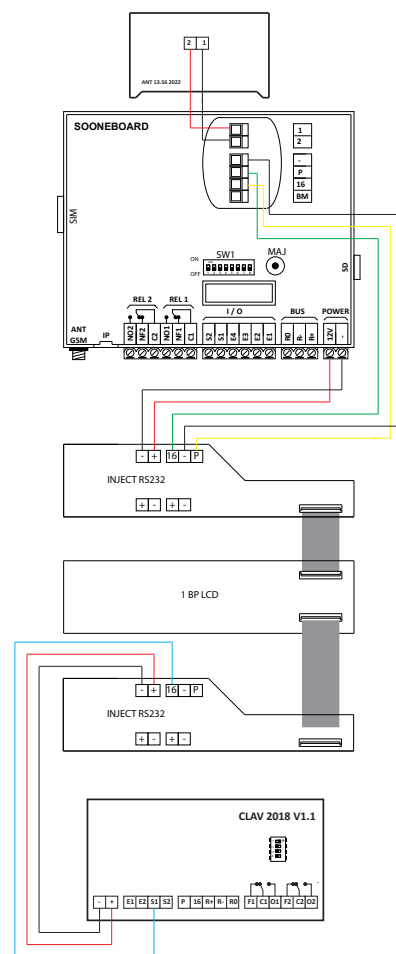 2 1
ANT 13.56 2022
SOONEBOARD
1
2
-
P
16
BM
SIM
ON
OFF
SW1
MAJ
SD
REL 2 REL 1 I / O BUS POWER
ANT
GSM
IP
NO2 NF2 C2 NO1 NF1 C1 S2 S1 E4 E3 E2 E1 R0 R- R+ 12V -
- + 16 - P
INJECT RS232
+ - + -
1 BP LCD
- + 16 - P
INJECT RS232
+ - + -
CLAV 2018 V1.1
- + E1 E2 S1 S2 P 16 R+ R- R0 F1 C1 O1 F2 C2 O2